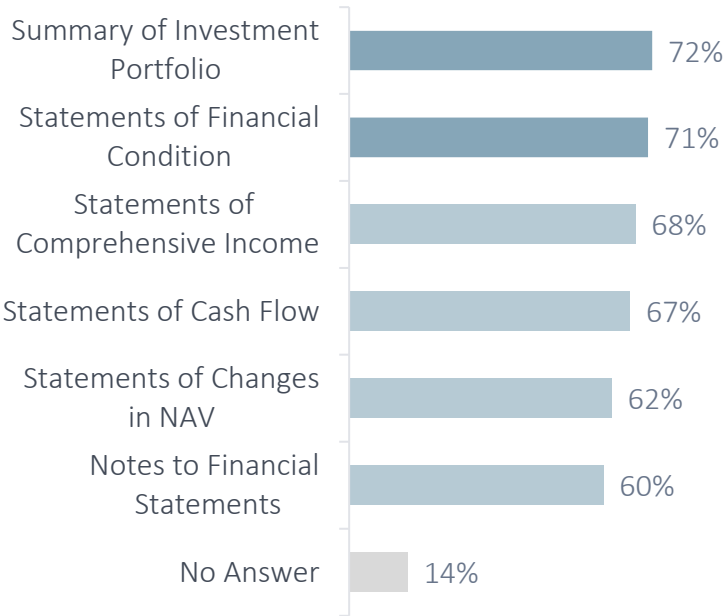 Summary of Investment
Portfolio
72%
Statements of Financial
Condition
71%
Statements of
Comprehensive Income
68%
Statements of Cash Flow
67%
Statements of Changes
in NAV
62%
Notes to Financial
Statements
60%
No Answer
14%